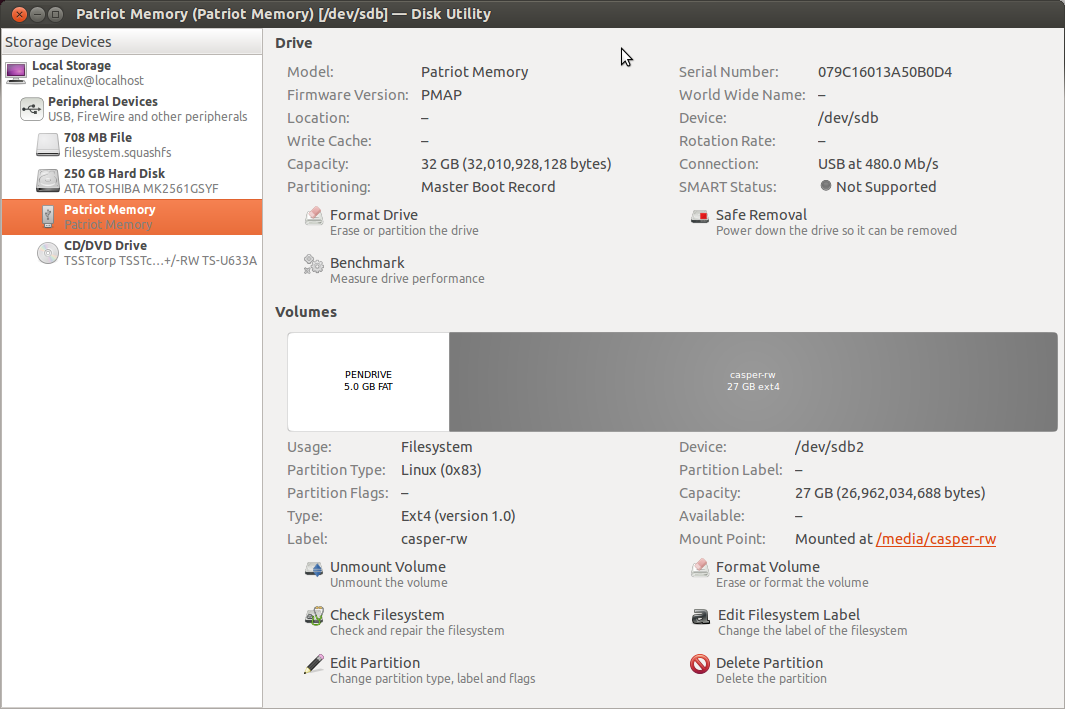 Patriot Memory (Patriot Memory) [/dev/sdb] — Disk Utility
Storage Devices
Local Storage
petalinux@localhost
Peripheral Devices
USB, FireWire and other peripherals
708 MB File
filesystem.squashfs
250 GB Hard Disk
ATA TOSHIBA MK2561GSYF
Patriot Memory
Patriot Memory
CD/DVD Drive
TSSTcorp TSSTc...+/-RW TS-U633A
Drive
Model: Patriot Memory
Serial Number: 079C16013A50B0D4
Firmware Version: PMAP
World Wide Name: –
Location: –
Device: /dev/sdb
Write Cache: –
Rotation Rate: –
Capacity: 32 GB (32,010,928,128 bytes)
Connection: USB at 480.0 Mb/s
Partitioning: Master Boot Record
SMART Status: Not Supported
Format Drive
Erase or partition the drive
Safe Removal
Power down the drive so it can be removed
Benchmark
Measure drive performance
Volumes
PENDRIVE
5.0 GB FAT
casper-rw
27 GB ext4
Usage: Filesystem
Device: /dev/sdb2
Partition Type: Linux (0x83)
Partition Label: –
Partition Flags: –
Capacity: 27 GB (26,962,034,688 bytes)
Type: Ext4 (version 1.0)
Available: –
Label: casper-rw
Mount Point: Mounted at /media/casper-rw
Unmount Volume
Unmount the volume
Format Volume
Erase or format the volume
Check Filesystem
Check and repair the filesystem
Edit Filesystem Label
Change the label of the filesystem
Edit Partition
Change partition type, label and flags
Delete Partition
Delete the partition